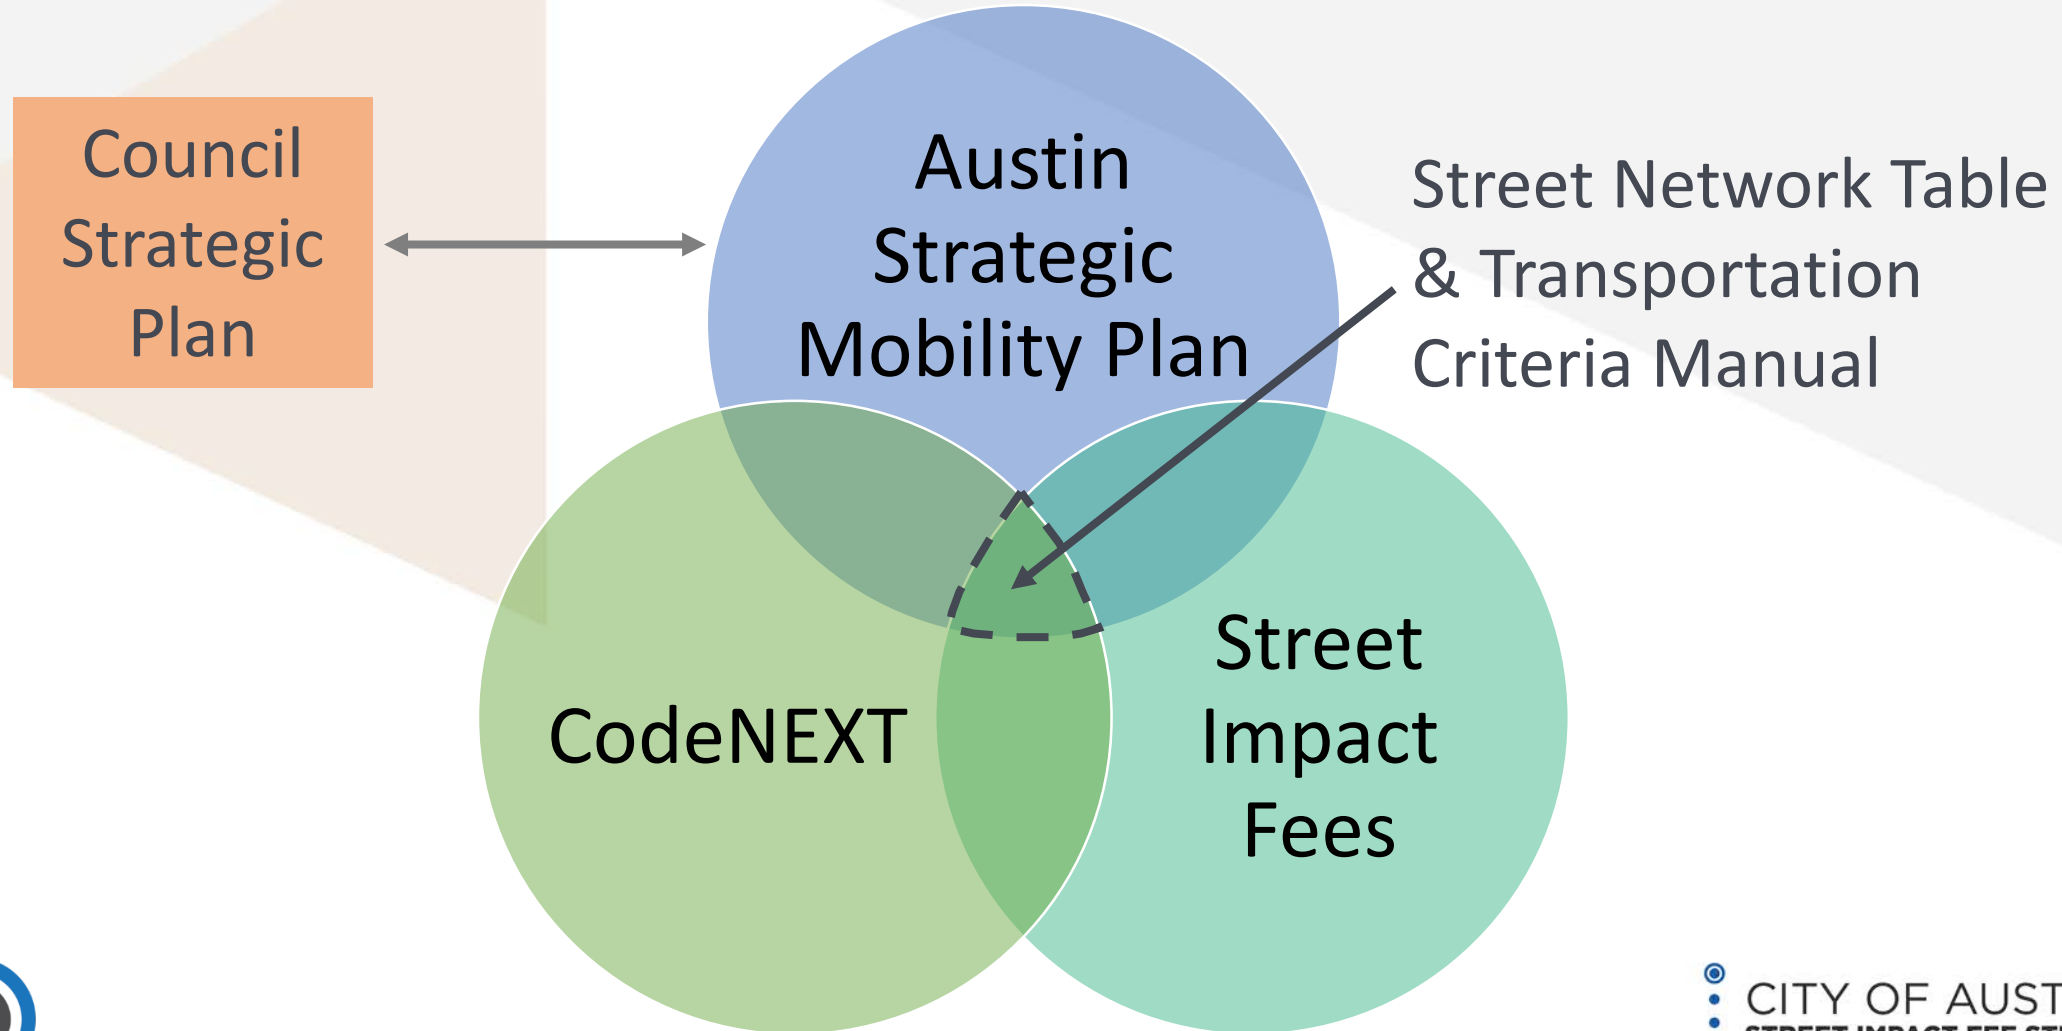 Council
Strategic
Plan
Austin
Strategic
Mobility Plan
Street Network Table
& Transportation
Criteria Manual
CodeNEXT
Street
Impact
Fees
CITY OF AUST